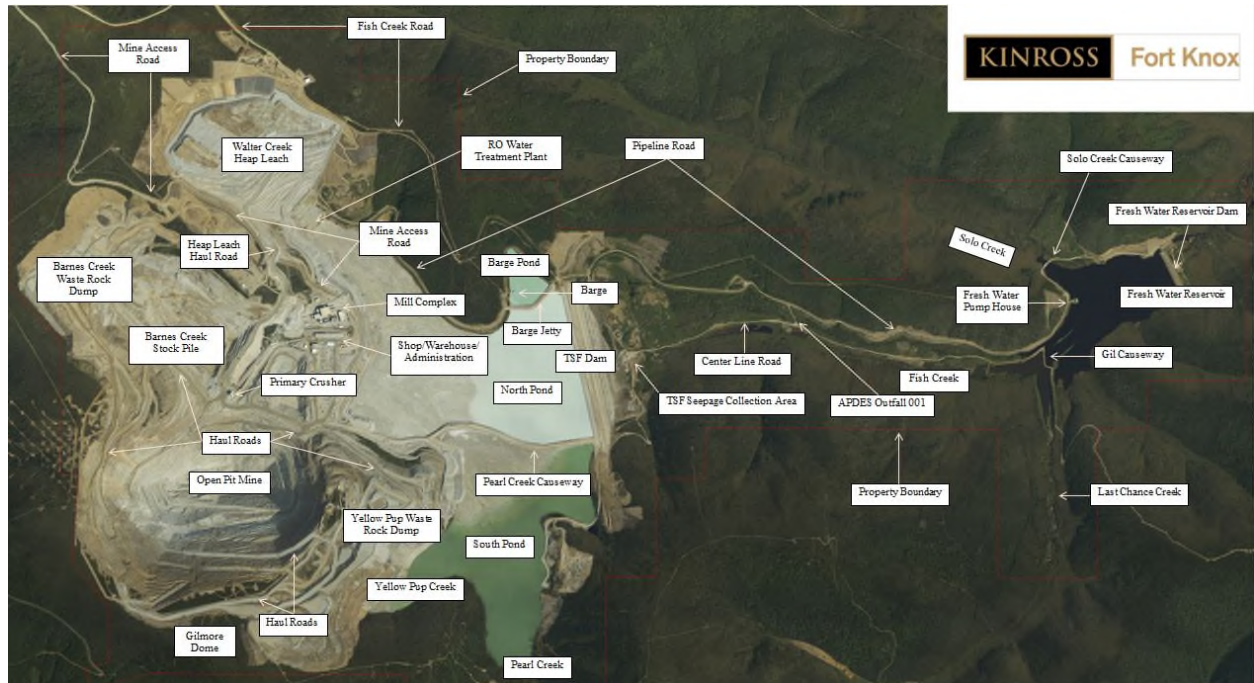 KINROSS Fort Knox
Fish Creek Road
Mine Access
Road
Property Boundary
Walter Creek
Heap Leach
RO Water
Treatment Plant
Pipeline Road
Solo Creek Causeway
Fresh Water Reservoir Dam
Solo Creek
Mine Access
Road
Heap Leach
Haul Road
Barnes Creek
Waste Rock
Dump
Barge Pond
Barge
Fresh Water
Pump House
Fresh Water Reservoir
Mill Complex
Barge Jetty
Barnes Creek
Stock Pile
Shop/Warehouse/
Administration
TSF Dam
Center Line Road
Gil Causeway
Fish Creek
Primary Crusher
North Pond
TSF Seepage Collection Area
APDES Outfall 001
Haul Roads
Open Pit Mine
Pearl Creek Causeway
Property Boundary
Last Chance Creek
Yellow Pup Waste
Rock Dump
South Pond
Yellow Pup Creek
Haul Roads
Gilmore
Dome
Pearl Creek